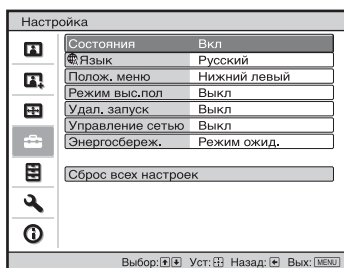 Настройка
Состояния Вкл
Язык Русский
Полож. меню Нижний левый
Режим выс.пол Выкл
Удал. запуск Выкл
Управление сетью Выкл
Энергосбереж. Режим ожид.
Сброс всех настроек
Выбор: Уст: Назад: Вых: MENU